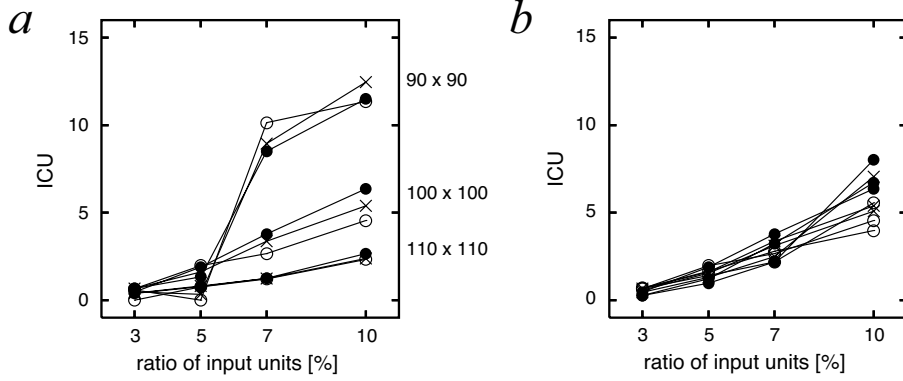 a
15
10
5
0
ICU
3 5 7 10
ratio of input units [%]
90 x 90
100 x 100
110 x 110
b
15
10
5
0
ICU
3 5 7 10
ratio of input units [%]